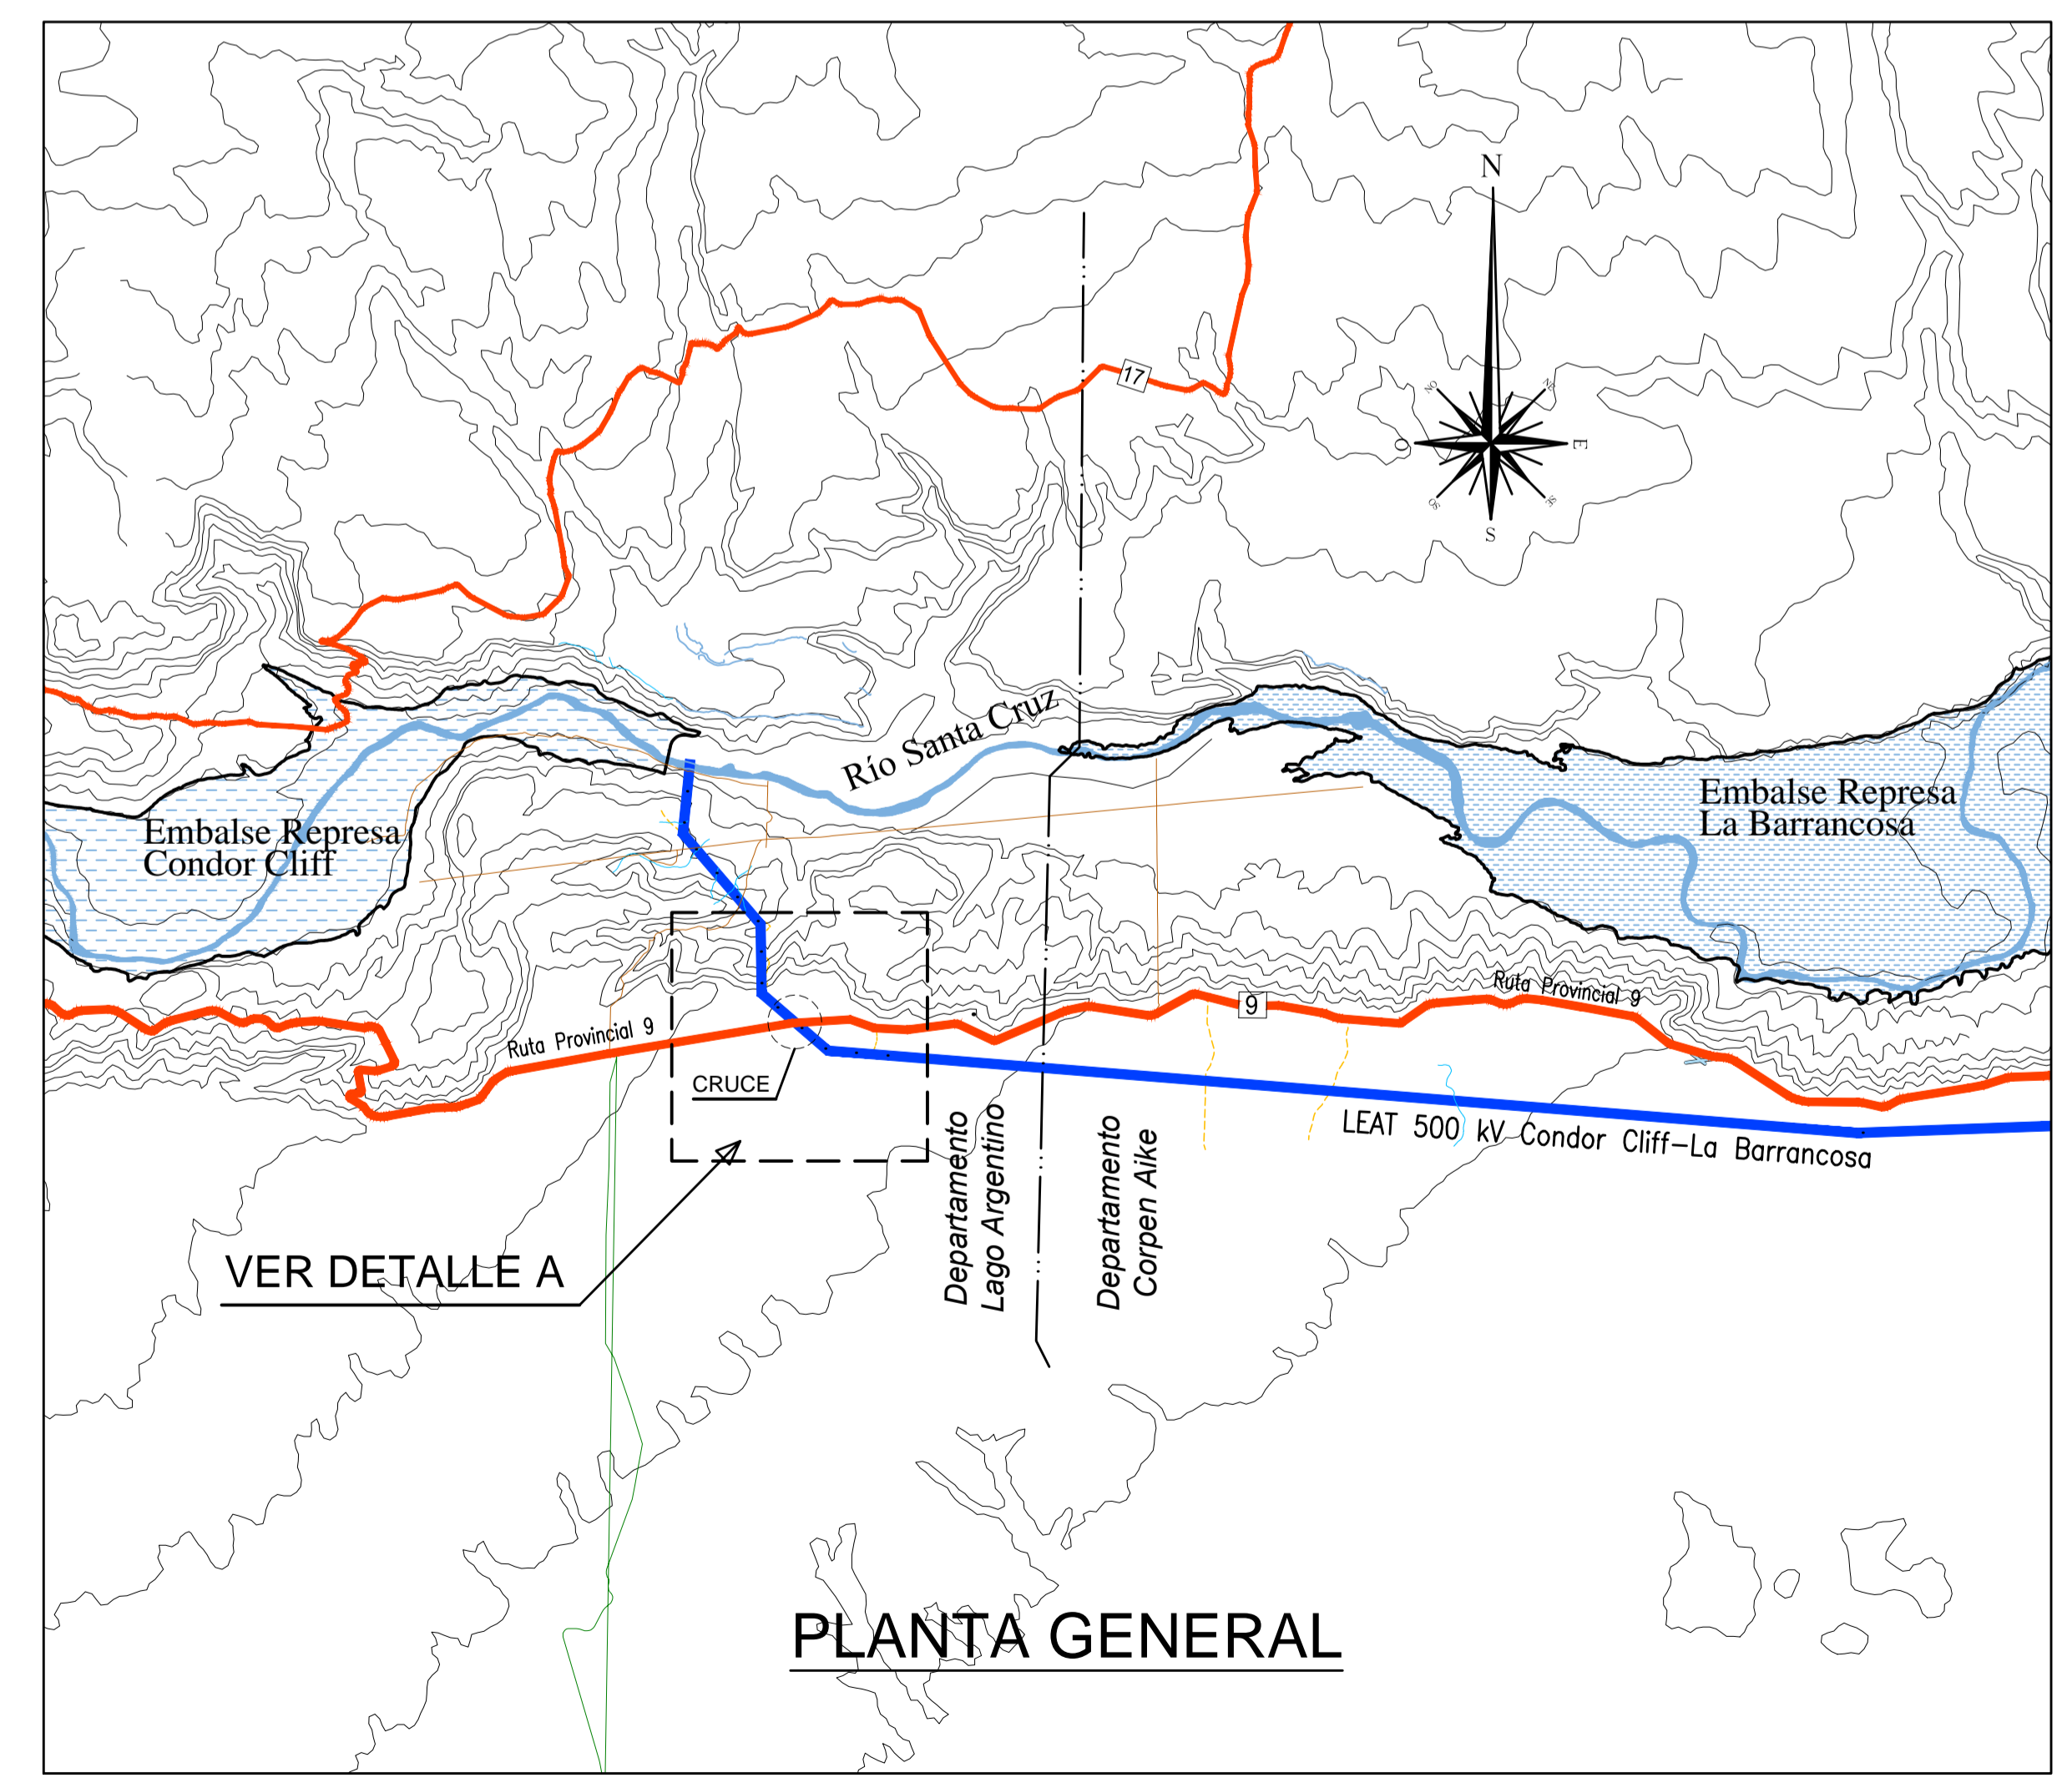 N
17
NO
NE
O
E
SO
SE
S
Río Santa Cruz
Embalse Represa
La Barrancosa
Embalse Represa
Condor Cliff
Ruta Provincial 9
9
Ruta Provincial 9
CRUCE
LEAT 500 kV Condor Cliff-La Barrancosa
Departamento
Lago Argentino
Departamento
Corpen Aike
VER DETALLE A
PLANTA GENERAL